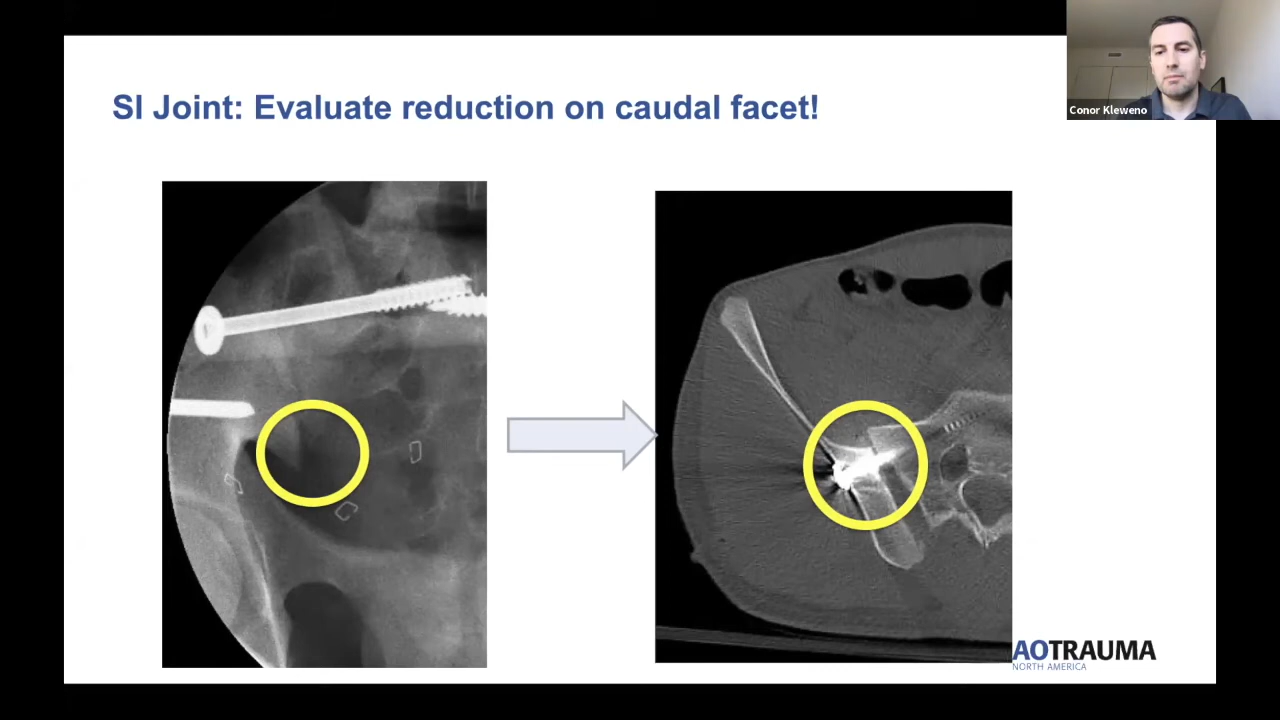 SI Joint: Evaluate reduction on caudal facet!
Conor Kleweno
AOTRAUMA
NORTH AMERICA